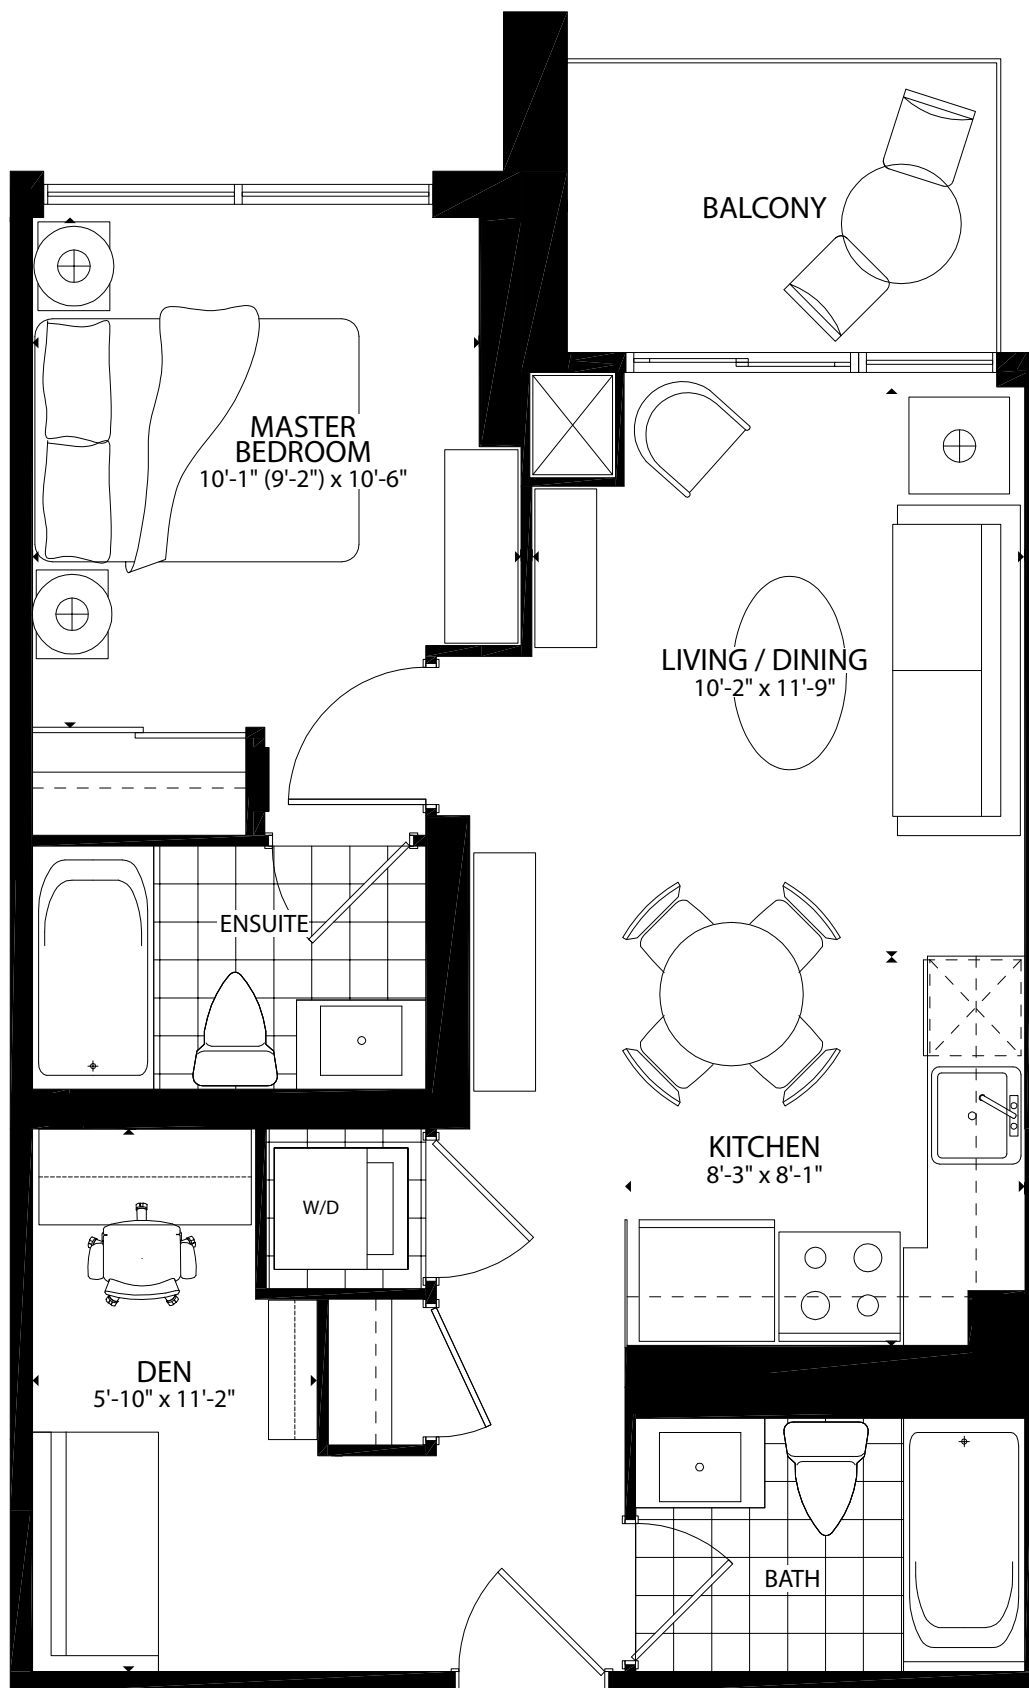 BALCONY
MASTER
BEDROOM
10'-1" (9'-2") x 10'-6"
LIVING / DINING
10'-2" x 11'-9"
ENSUITE
KITCHEN
8'-3" x 8'-1"
W/D
DEN
5'-10" x 11'-2"
BATH